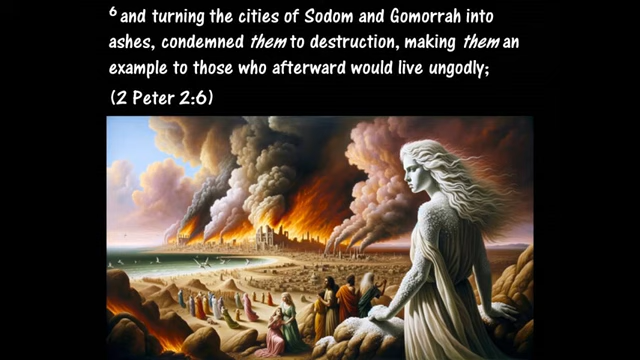 6 and turning the cities of Sodom and Gomorrah into
ashes, condemned them to destruction, making them an
example to those who afterward would live ungodly;
(2 Peter 2:6)